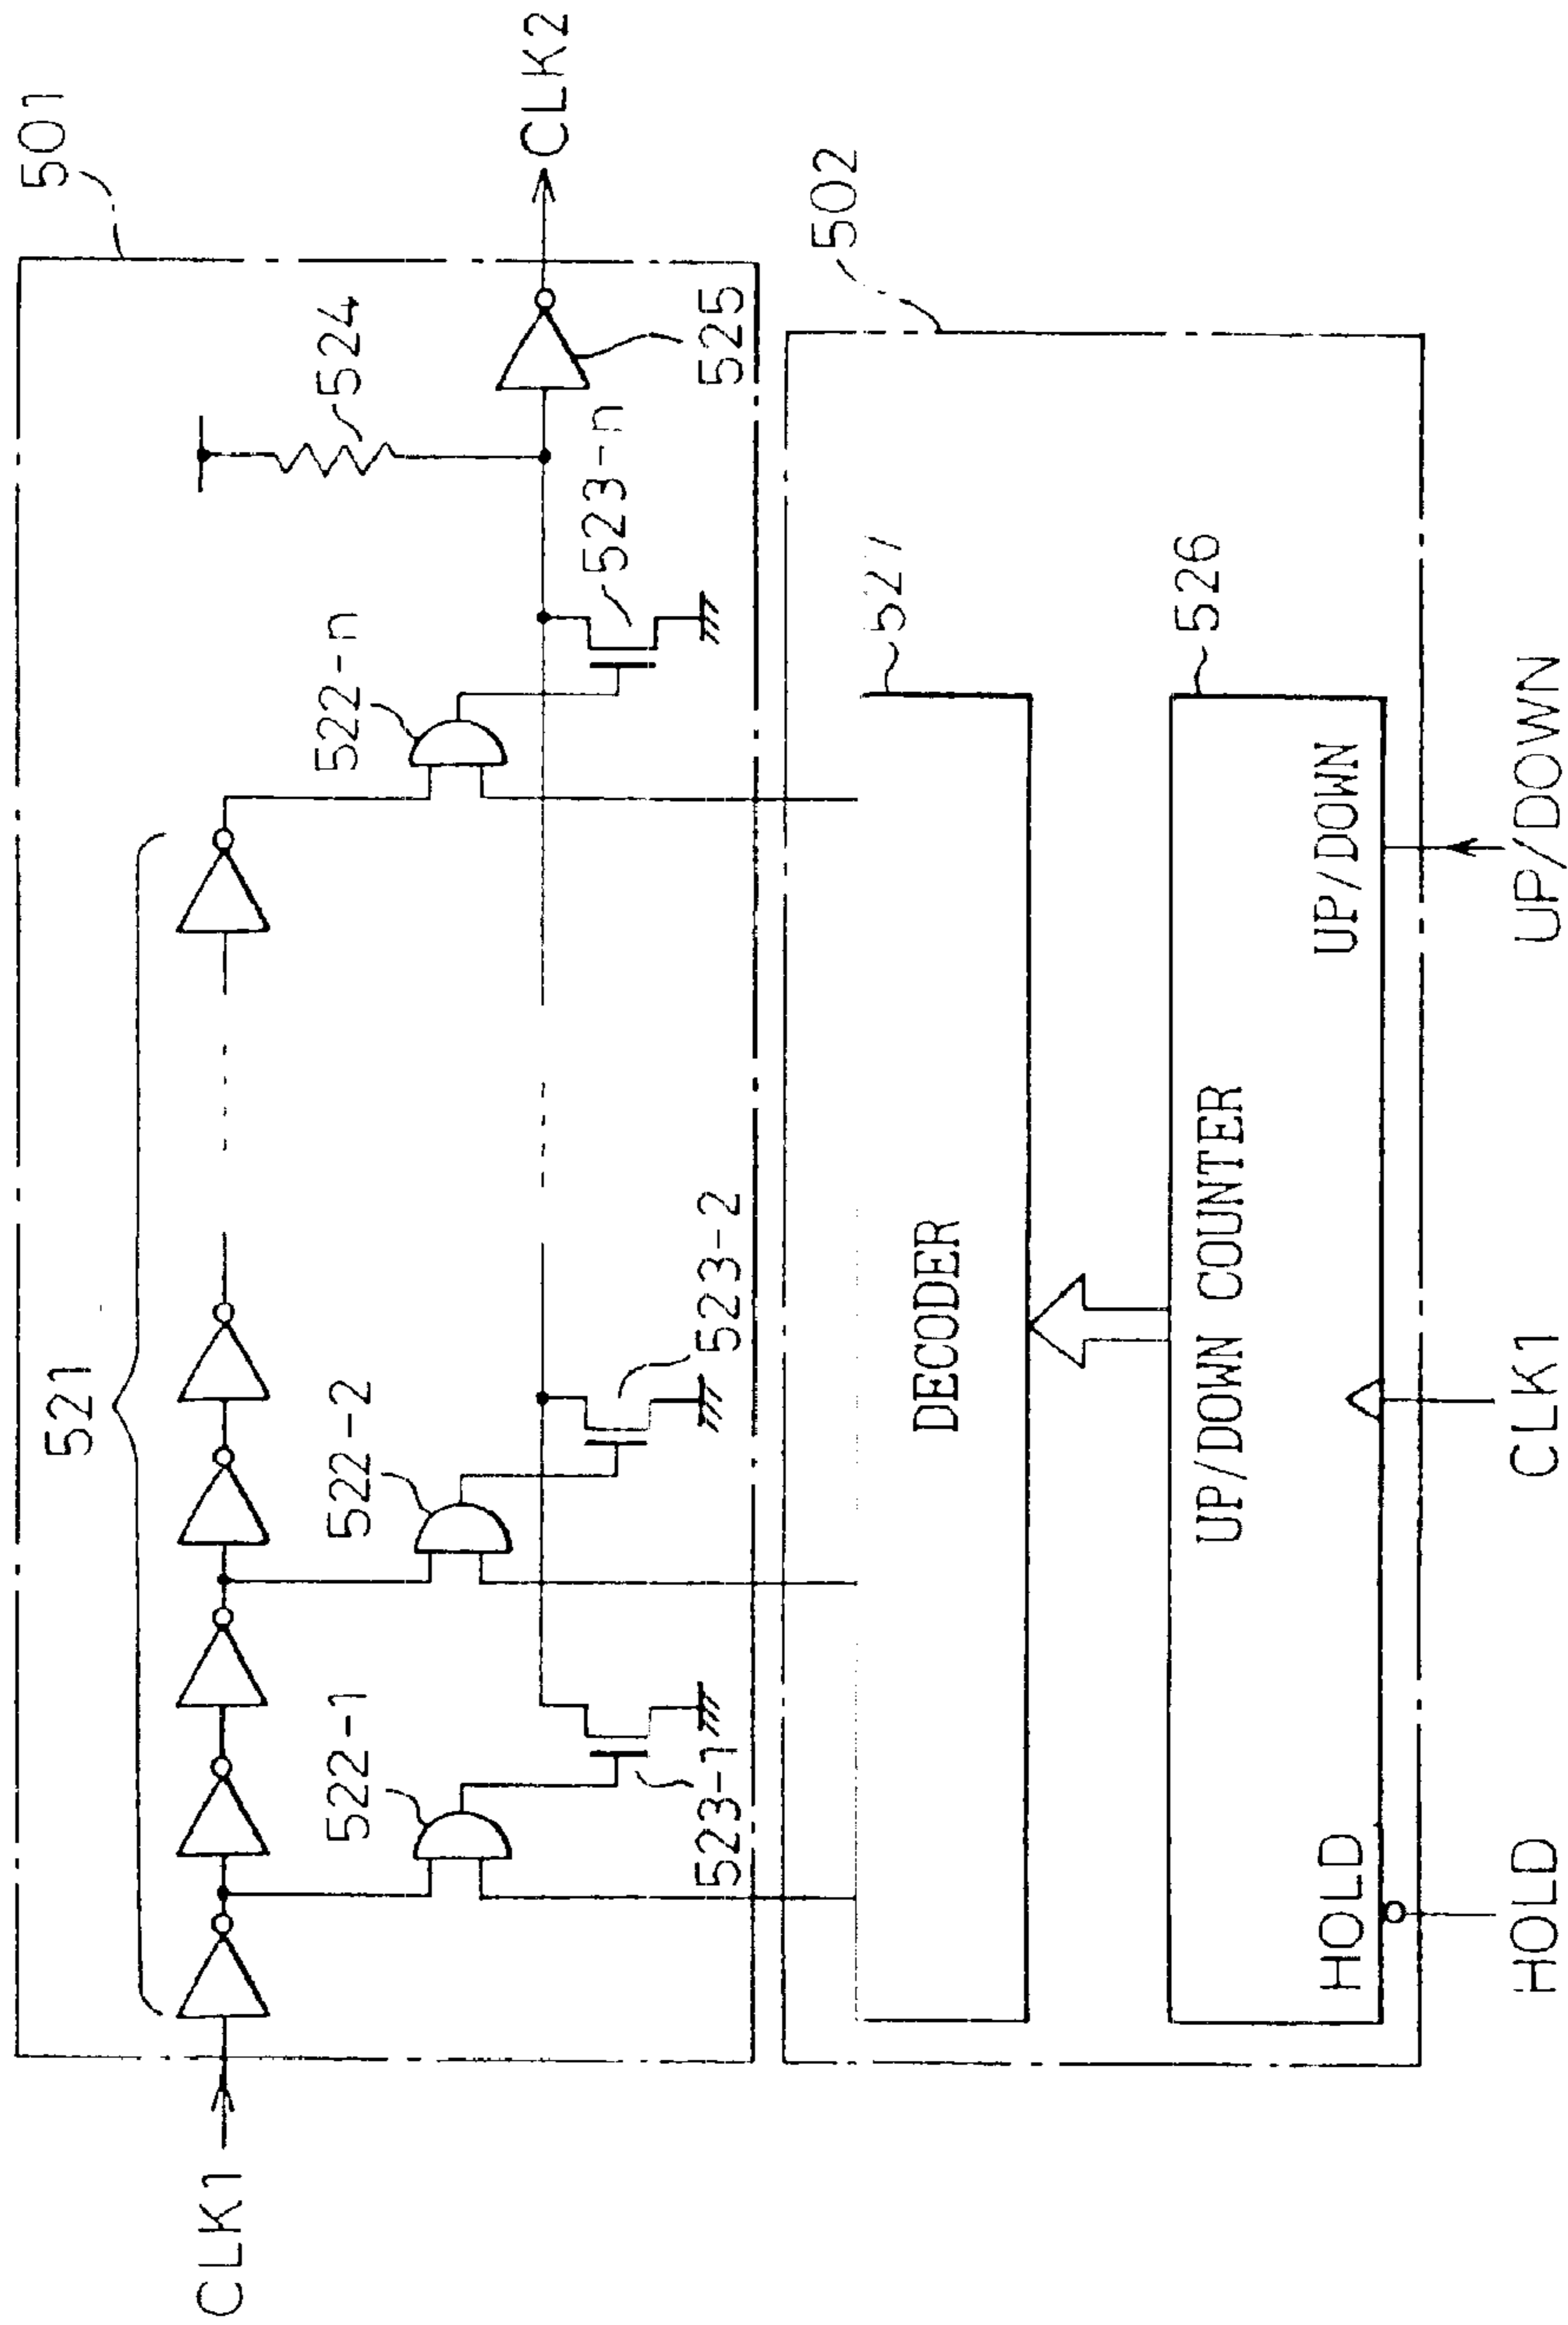 501
521
524
CLK1
522-1
522-2
522-n
523-1
523-2
523-n
525
CLK2
502
527
DECODER
526
UP/DOWN COUNTER
HOLD
UP/DOWN
HOLD
CLK1
UP/DOWN